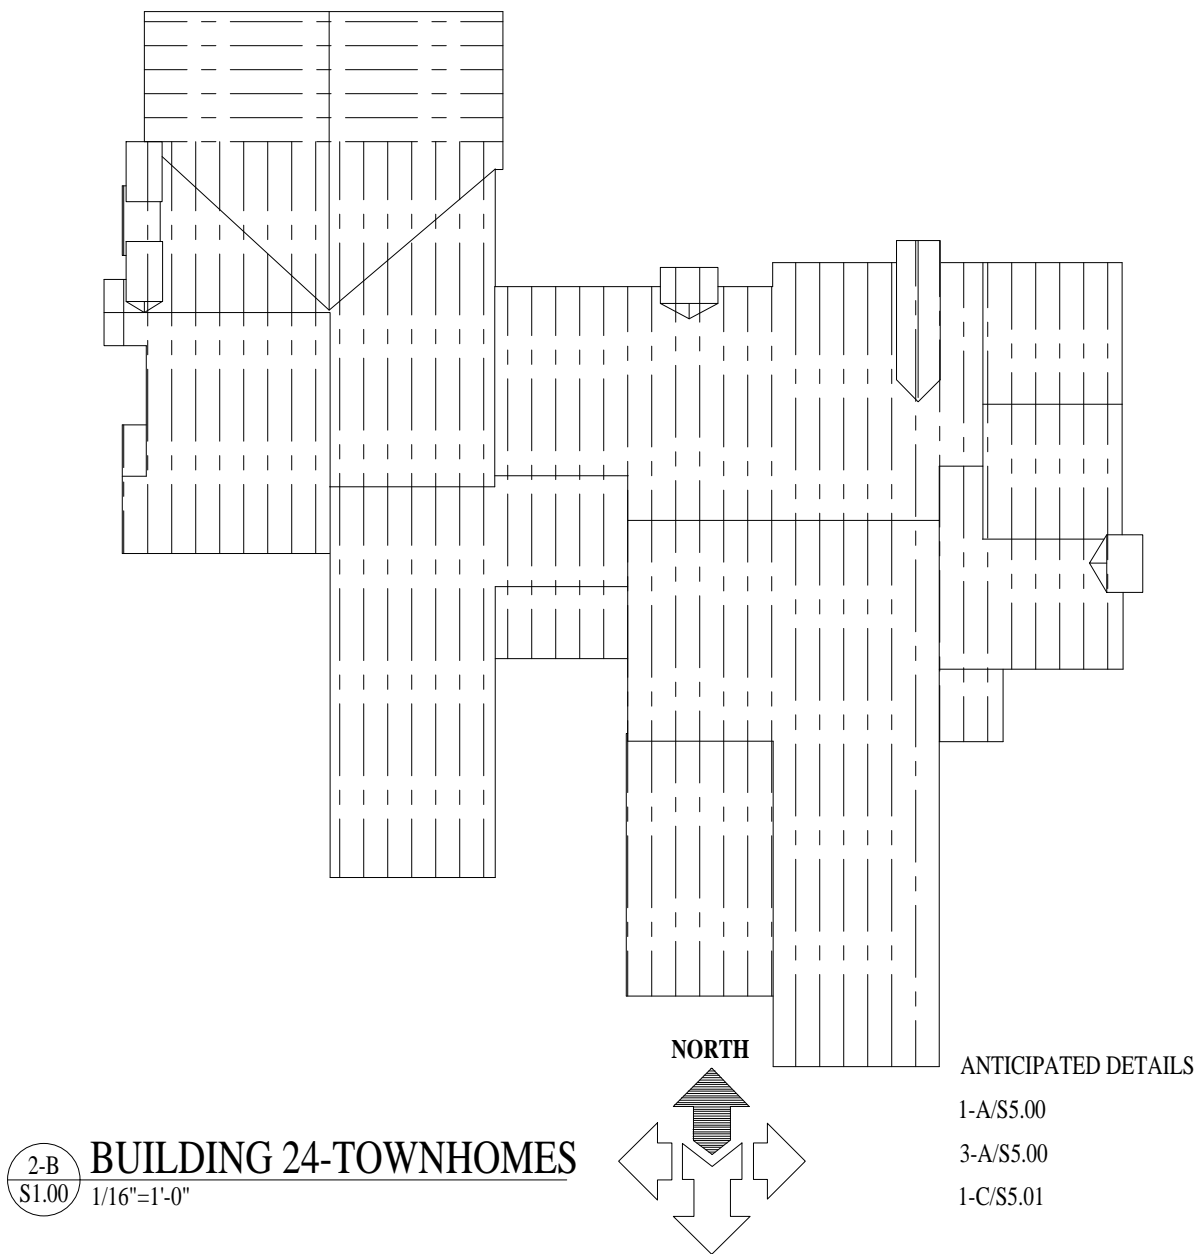 NORTH
ANTICIPATED DETAILS
1-A/S5.00
3-A/S5.00
1-C/S5.01
2-B
S1.00
BUILDING 24-TOWNHOMES
1/16"=1'-0"